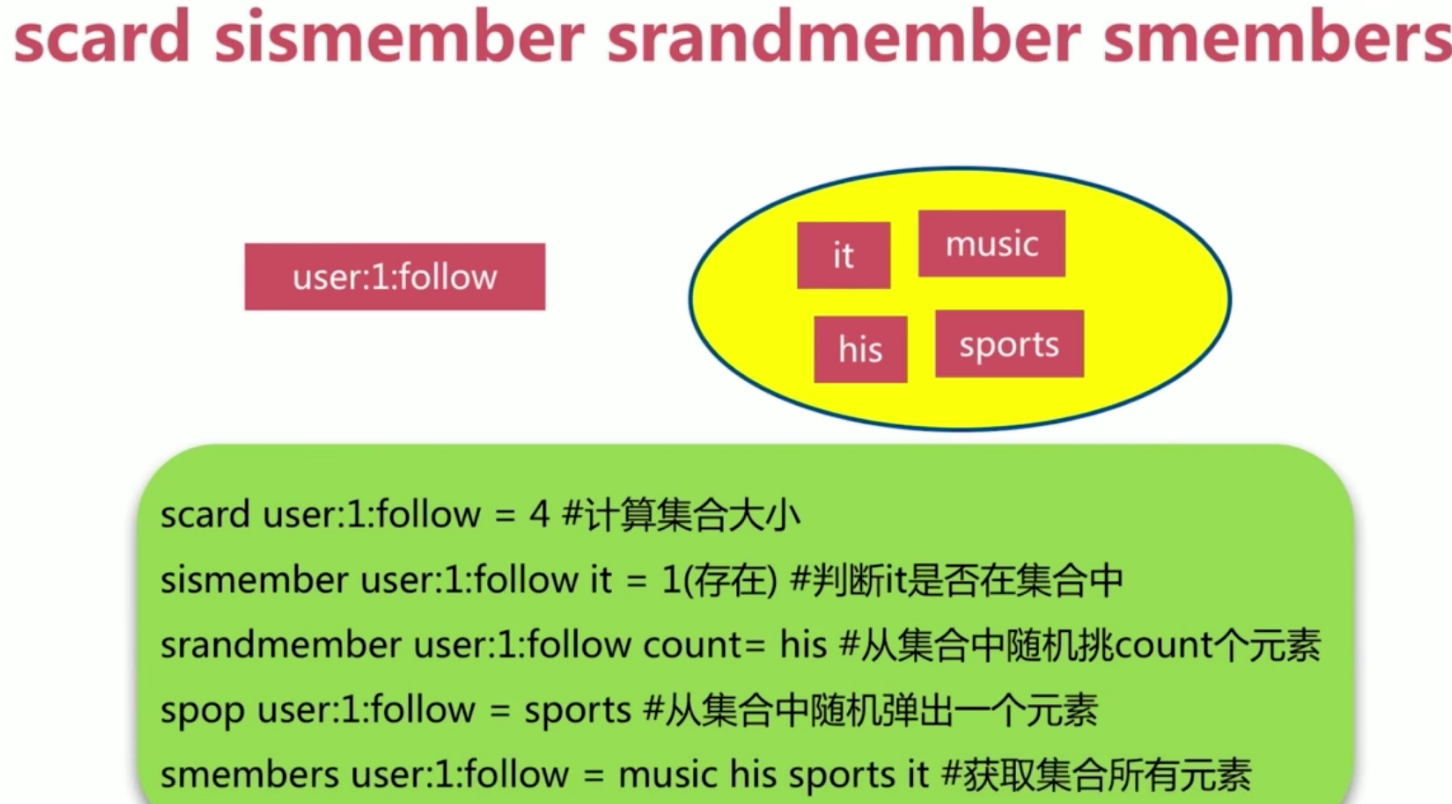 scard sismember srandmember smembers
user:1:follow
it
music
his
sports
scard user:1:follow = 4 #计算集合大小
sismember user:1:follow it = 1(存在) #判断it是否在集合中
srandmember user:1:follow count= his #从集合中随机挑count个元素
spop user:1:follow = sports #从集合中随机弹出一个元素
smembers user:1:follow = music his sports it #获取集合所有元素